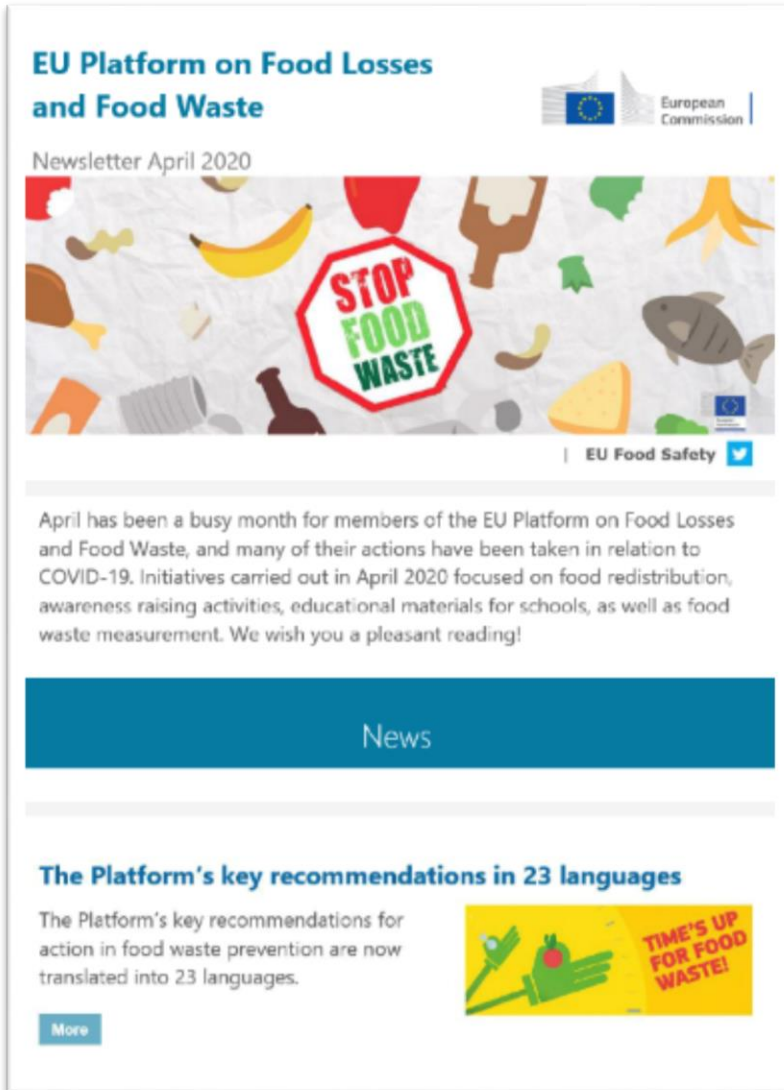 EU Platform on Food Losses
and Food Waste
European
Commission
Newsletter April 2020
STOP
FOOD
WASTE
EU Food Safety
April has been a busy month for members of the EU Platform on Food Losses
and Food Waste, and many of their actions have been taken in relation to
COVID-19. Initiatives carried out in April 2020 focused on food redistribution,
awareness raising activities, educational materials for schools, as well as food
waste measurement. We wish you a pleasant reading!
News
The Platform's key recommendations in 23 languages
The Platform's key recommendations for
action in food waste prevention are now
translated into 23 languages.
TIME'S UP
FOR FOOD
WASTE!
More